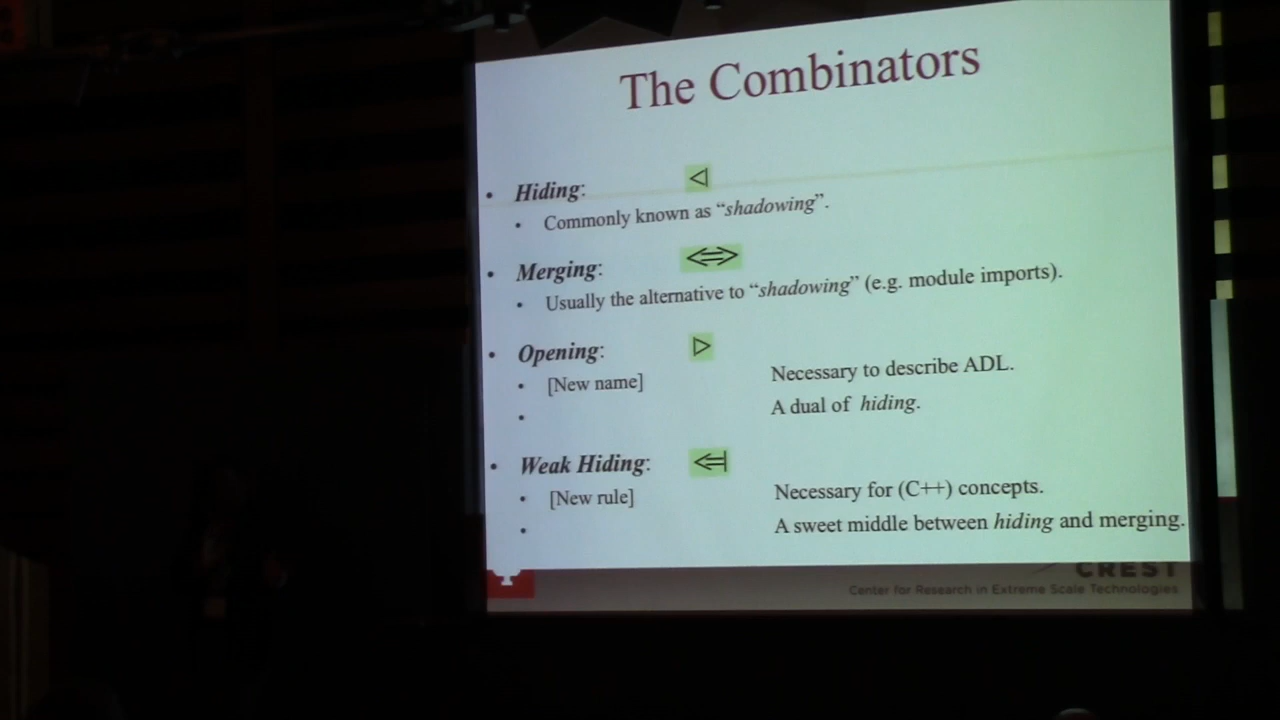 The Combinators
• Hiding: ◁
• Commonly known as “shadowing”.
• Merging: ⇔
• Usually the alternative to “shadowing” (e.g. module imports).
• Opening: ▷
• [New name] Necessary to describe ADL.
• A dual of hiding.
• Weak Hiding: ⩤
• [New rule] Necessary for (C++) concepts.
• A sweet middle between hiding and merging.
CREST
Center for Research in Extreme Scale Technologies